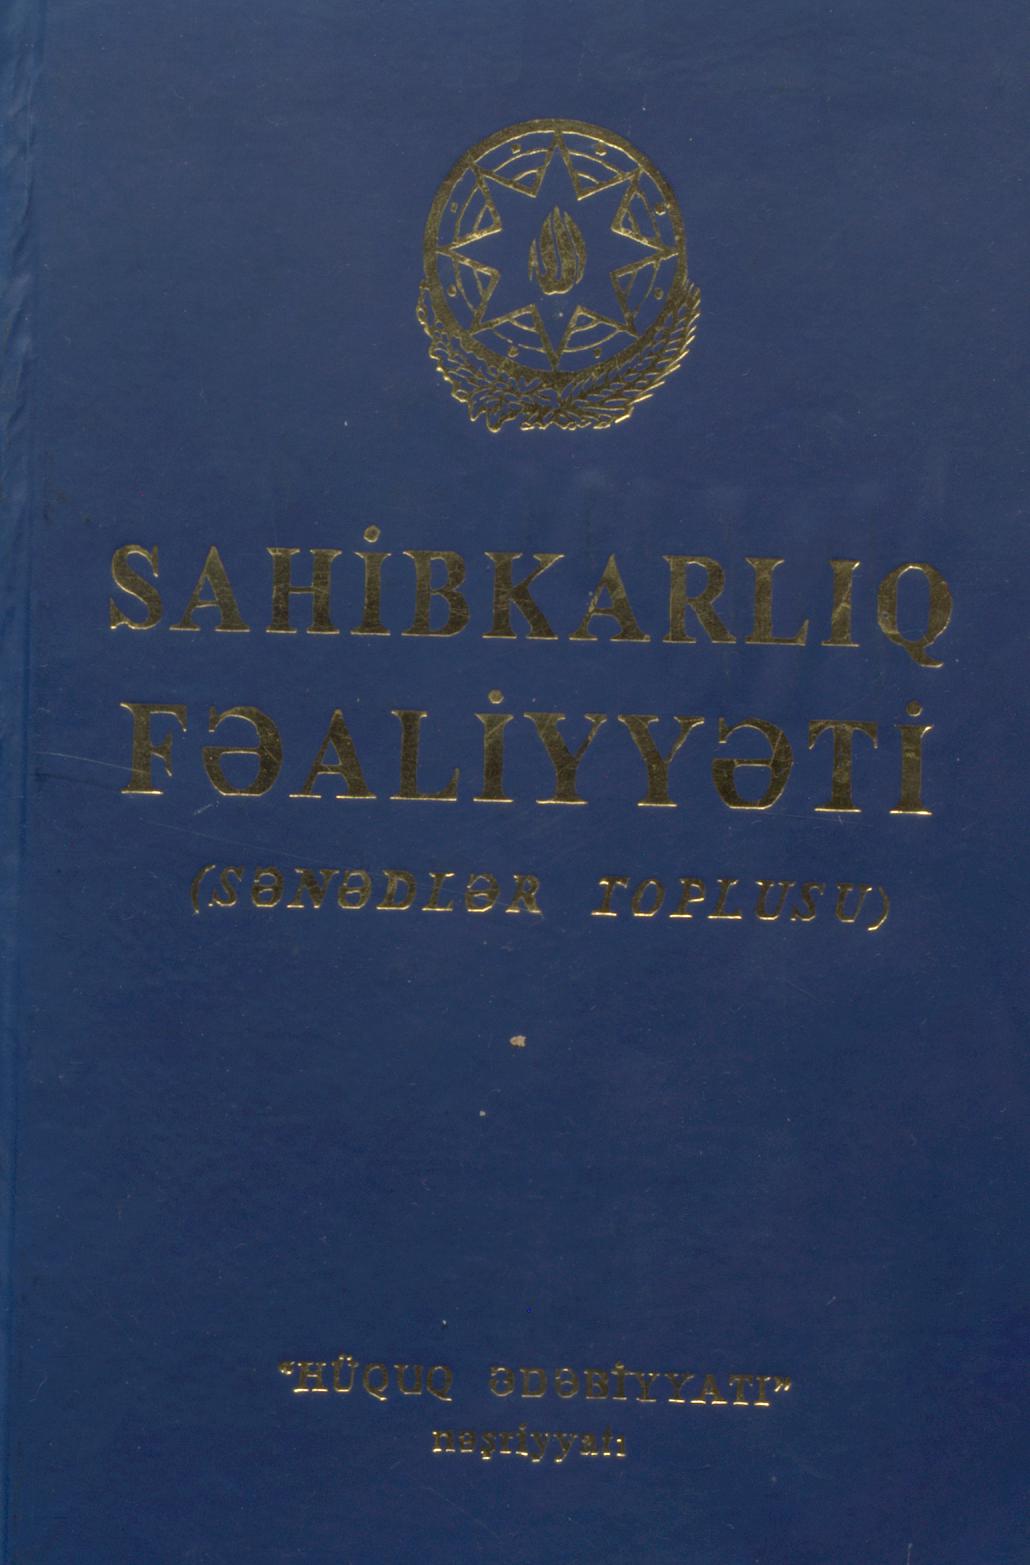 SAHİBKARLIQ
FƏALİYYƏTİ
(SƏNƏDLƏR TOPLUSU)
“HÜQUQ ƏDƏBİYYATI”
nəşriyyatı